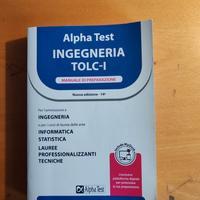 Alpha Test
INGEGNERIA
TOLC-I
MANUALE DI PREPARAZIONE
Nuova edizione - 14ª
Per l'ammissione a
INGEGNERIA
e per i corsi di laurea delle aree
INFORMATICA
STATISTICA
LAUREE
PROFESSIONALIZZANTI
TECNICHE
Alpha Test